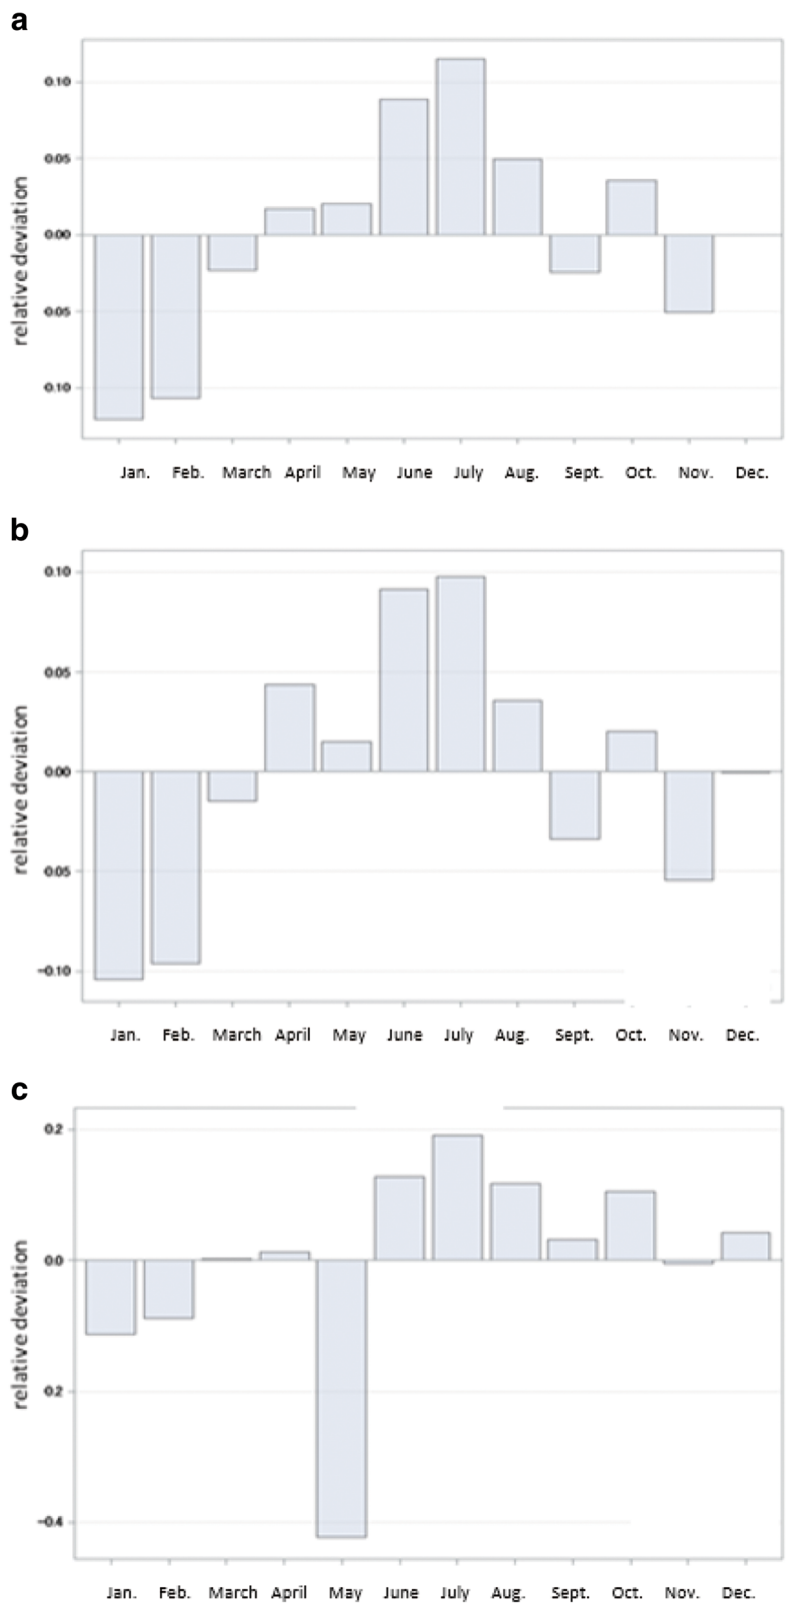 a
0.10
0.05
0.00
0.05
0.10
relative deviation
Jan. Feb. March April May June July Aug. Sept. Oct. Nov. Dec.
b
0.10
0.05
0.00
0.05
−0.10
relative deviation
Jan. Feb. March April May June July Aug. Sept. Oct. Nov. Dec.
c
0.2
0.0
0.2
−0.4
relative deviation
Jan. Feb. March April May June July Aug. Sept. Oct. Nov. Dec.